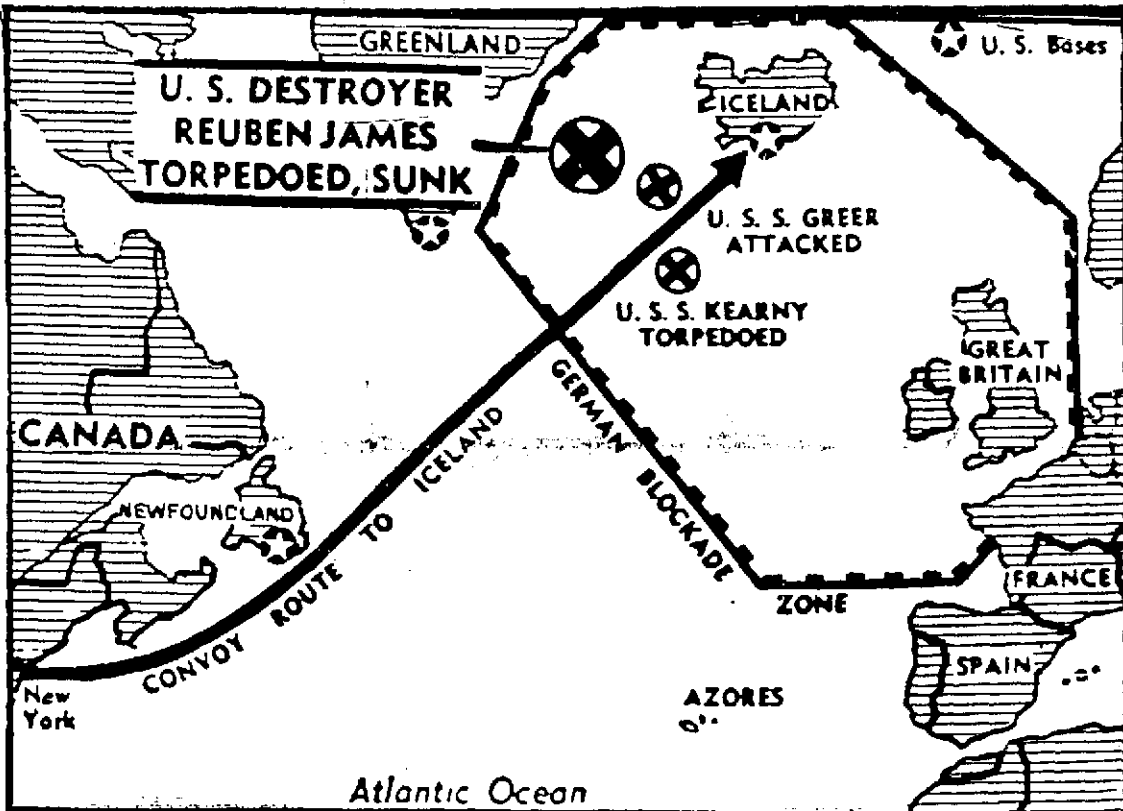 GREENLAND
U. S. Bases
U. S. DESTROYER
REUBEN JAMES
TORPEDOED, SUNK
ICELAND
U. S. S. GREER
ATTACKED
U. S. S. KEARNY
TORPEDOED
GREAT
BRITAIN
CANADA
NEWFOUNDLAND
CONVOY ROUTE TO ICELAND
GERMAN BLOCKADE ZONE
FRANCE
SPAIN
New
York
AZORES
Atlantic Ocean